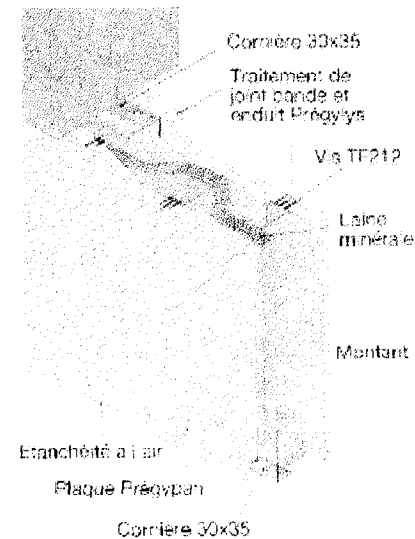 Cornière 30x35
Traitement de
joint bande et
enduit Prégylys
Vis TF212
Laine
minérale
Montant
Etanchéité à l'air
Plaque Prégypan
Cornière 30x35